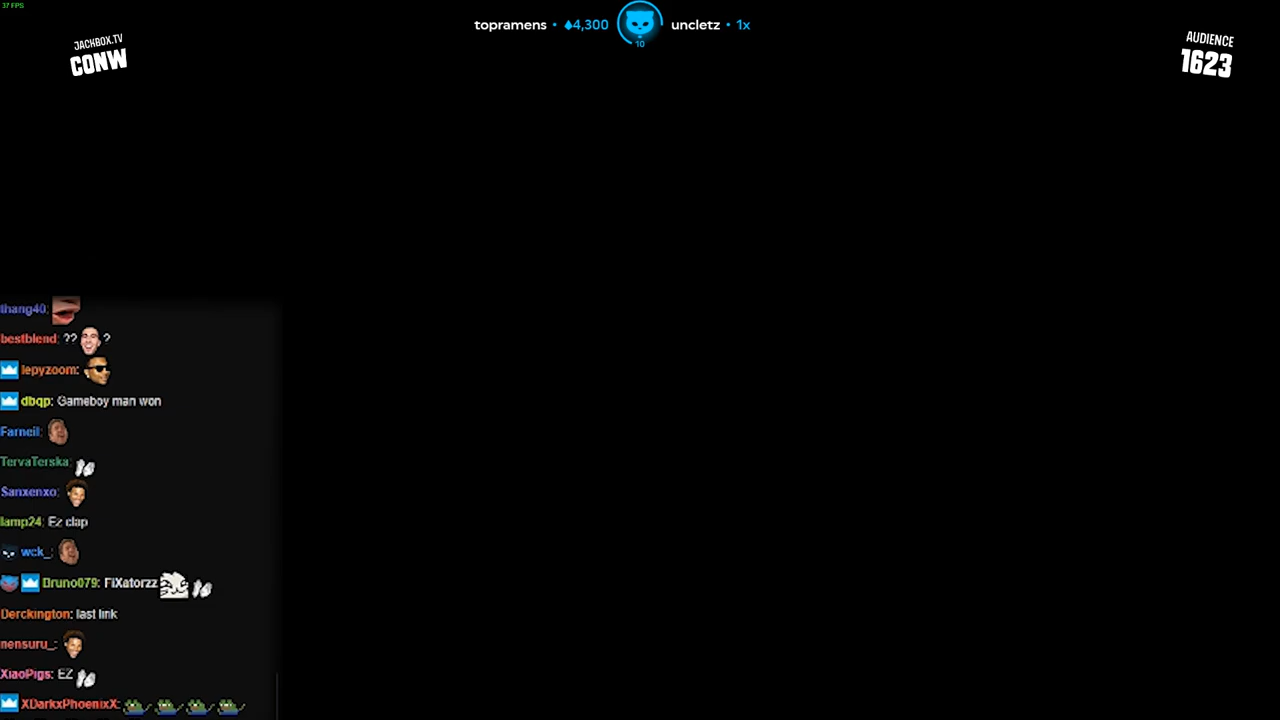 37 FPS
topramens • 4,300
10
uncletz • 1x
JACKBOX.TV
CONW
AUDIENCE
1623
thang40:
bestblend: ?? ?
lepyzoom:
dbqp: Gameboy man won
Farneil:
TervaTerska:
Sanxenxo:
lamp24: Ez clap
wck_:
Bruno079: FiXatorzz
Derckington: last link
nensuru_:
XiaoPigs: EZ
XDarkxPhoenixX: